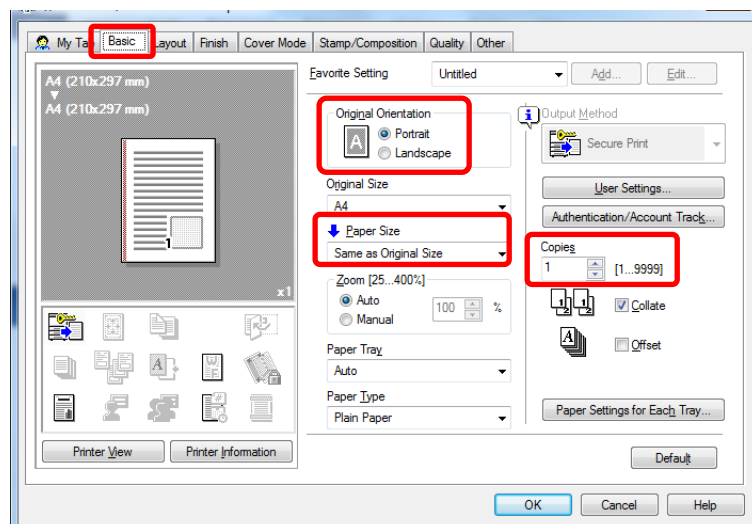 My Tab Basic Layout Finish Cover Mode Stamp/Composition Quality Other
A4 (210x297 mm)
A4 (210x297 mm)
1
x1
Printer View Printer Information
Favorite Setting Untitled Add... Edit...
Original Orientation
A
Portrait
Landscape
Original Size
A4
Paper Size
Same as Original Size
Zoom [25...400%]
Auto
Manual
100 %
Paper Tray
Auto
Paper Type
Plain Paper
Output Method
Secure Print
User Settings...
Authentication/Account Track...
Copies
1 [1...9999]
Collate
Offset
Paper Settings for Each Tray...
Default
OK Cancel Help